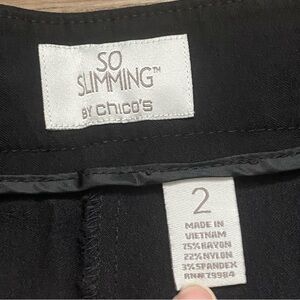 SO
SLIMMING™
BY chico's
2
MADE IN
VIETNAM
75% RAYON
22% NYLON
3% SPANDEX
RN# 79984